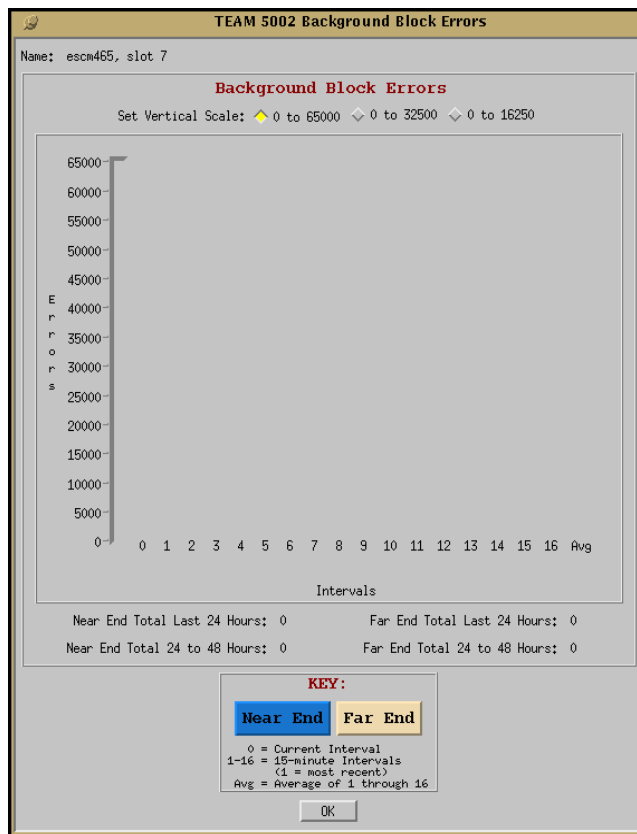 TEAM 5002 Background Block Errors
Name: escm465, slot 7
Background Block Errors
Set Vertical Scale: 0 to 65000 0 to 32500 0 to 16250
65000
60000
55000
50000
45000
40000
35000
30000
25000
20000
15000
10000
5000
0
Errors
0 1 2 3 4 5 6 7 8 9 10 11 12 13 14 15 16 Avg
Intervals
Near End Total Last 24 Hours: 0 Far End Total Last 24 Hours: 0
Near End Total 24 to 48 Hours: 0 Far End Total 24 to 48 Hours: 0
KEY:
Near End Far End
0 = Current Interval
1-16 = 15-minute Intervals
(1 = most recent)
Avg = Average of 1 through 16
OK